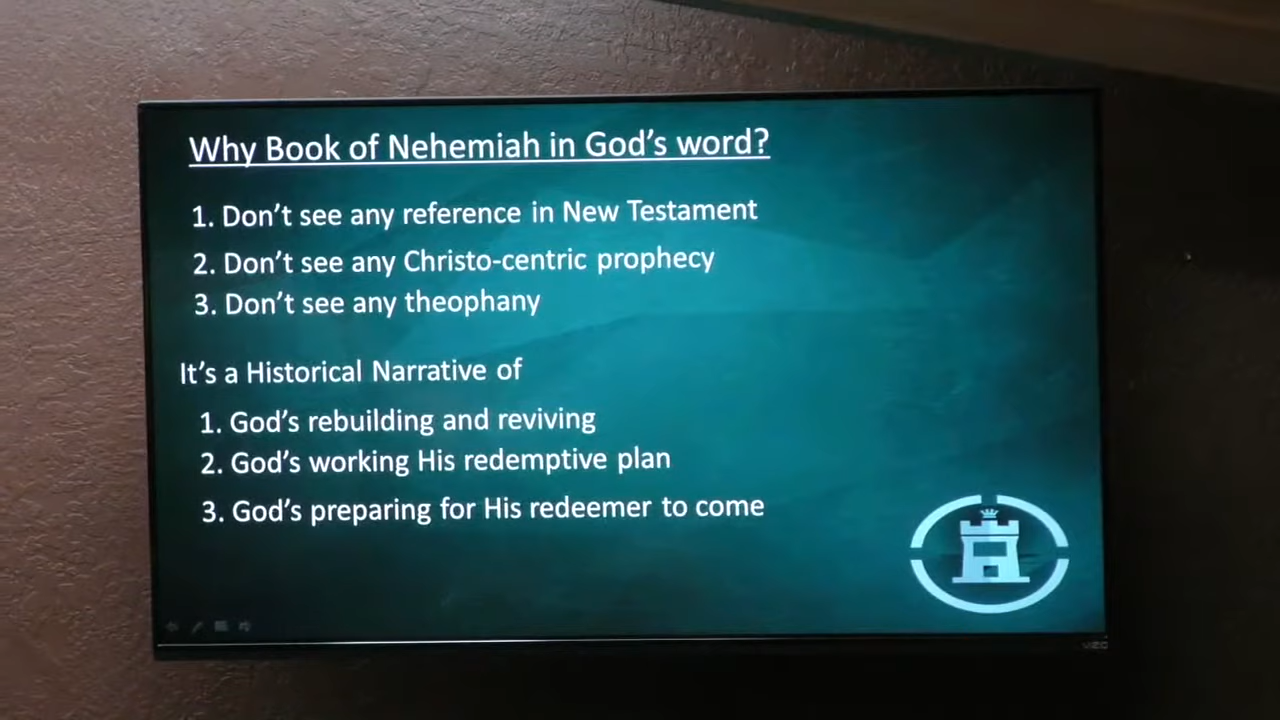 Why Book of Nehemiah in God's word?
1. Don't see any reference in New Testament
2. Don't see any Christo-centric prophecy
3. Don't see any theophany
It's a Historical Narrative of
1. God's rebuilding and reviving
2. God's working His redemptive plan
3. God's preparing for His redeemer to come
VIZIO